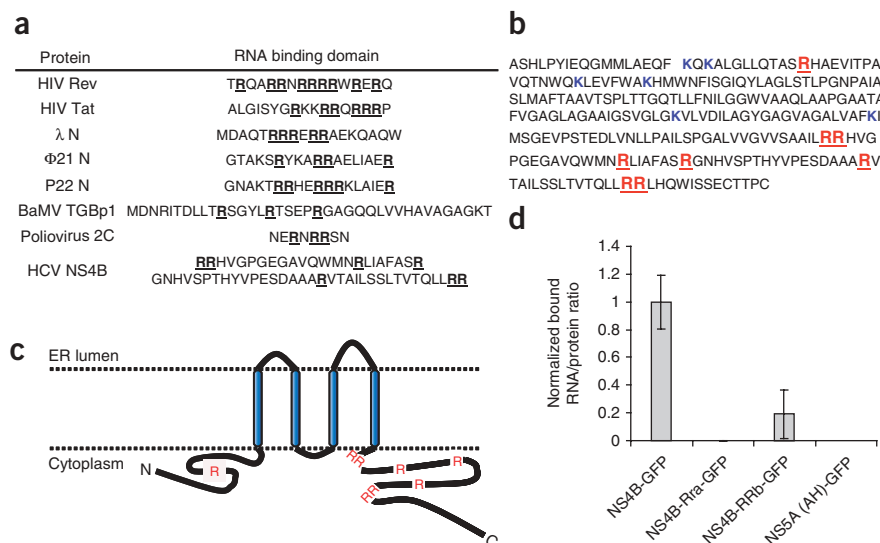 a
Protein RNA binding domain
HIV Rev TRQARRNRRRRWRERQ
HIV Tat ALGISYGRKKRRQRRRP
λ N MDAQTRRRERRAEKQAQW
Φ21 N GTAKSRYKARRAELIAER
P22 N GNAKTRRHERRRKLAIER
BaMV TGBp1 MDNRITDLLTRSGYLRTSEPRGAGQQLVVHAVAGAGKT
Poliovirus 2C NERNRRSN
HCV NS4B RRHVGPGEGAVQWMNRLIAFASR
GNHVSPTHYVPESDAAARVTAILSSLTVTQLLRR
b
ASHLPYIEQGMMLAEQF KQKALGLLQTASRHAEVITPA
VQTNWQKLEVFWAKHMWNFISGIQYLAGLSTLPGNPAIA
SLMAFTAAVTSPLTTGQTLLFNILGGWVAAQLAAPGAATA
FVGAGLAGAAIGSVGLGKVLVDILAGYGAGVAGALVAFKI
MSGEVPSTEDLVNLLPAILSPGALVVGVVSAAILRRHVG
PGEGAVQWMNRLIAFASRGNHVSPTHYVPESDAAARV
TAILSSLTVTQLLRRLHQWISSECTTPC
c
ER lumen
Cytoplasm
N
R
RR
R
R
RR
R
C
d
Normalized bound
RNA/protein ratio
1.4
1.2
1
0.8
0.6
0.4
0.2
0
NS4B-GFP
NS4B-Rra-GFP
NS4B-RRb-GFP
NS5A (AH)-GFP